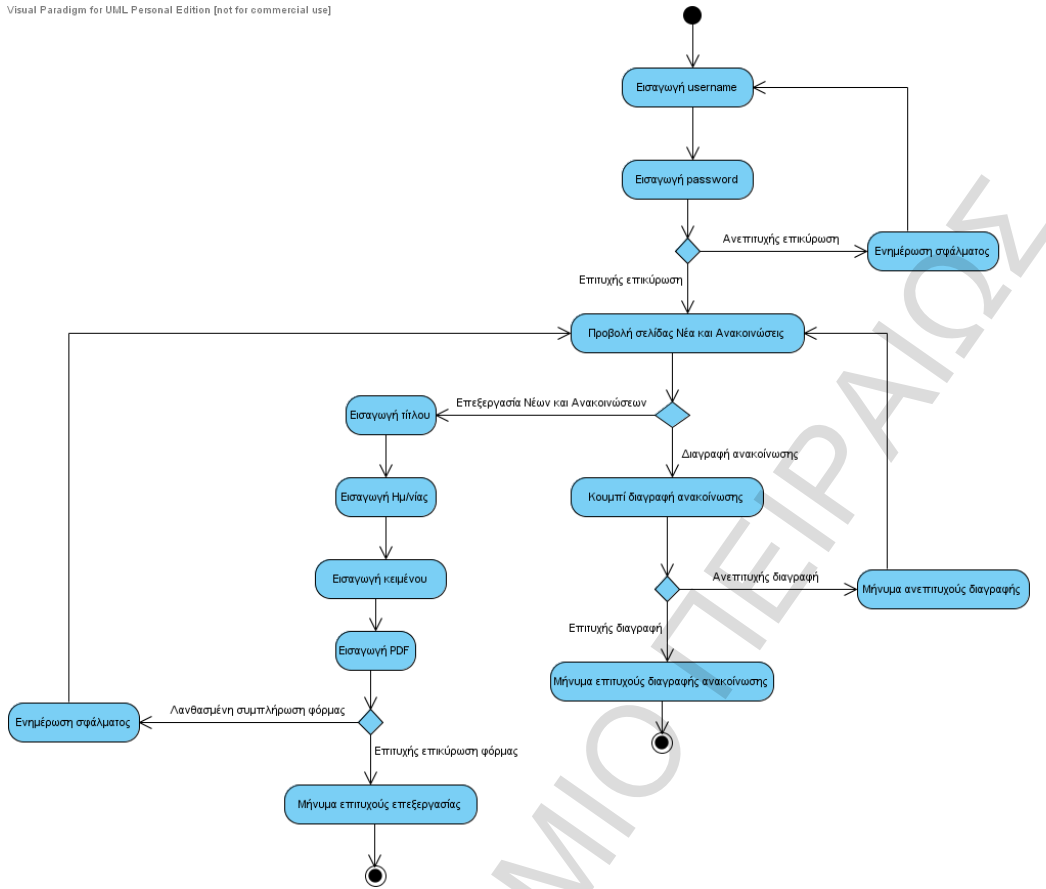 Visual Paradigm for UML Personal Edition [not for commercial use]
Εισαγωγή username
Εισαγωγή password
Ανεπιτυχής επικύρωση
Ενημέρωση σφάλματος
Επιτυχής επικύρωση
Προβολή σελίδας Νέα και Ανακοινώσεις
Επεξεργασία Νέων και Ανακοινώσεων
Εισαγωγή τίτλου
Διαγραφή ανακοίνωσης
Εισαγωγή Ημ/νίας
Κουμπί διαγραφή ανακοίνωσης
Εισαγωγή κειμένου
Ανεπιτυχής διαγραφή
Μήνυμα ανεπιτυχούς διαγραφής
Επιτυχής διαγραφή
Εισαγωγή PDF
Μήνυμα επιτυχούς διαγραφής ανακοίνωσης
Λανθασμένη συμπλήρωση φόρμας
Ενημέρωση σφάλματος
Επιτυχής επικύρωση φόρμας
Μήνυμα επιτυχούς επεξεργασίας
ΜΙΟ ΠΕΙΡΑΙΩΣ